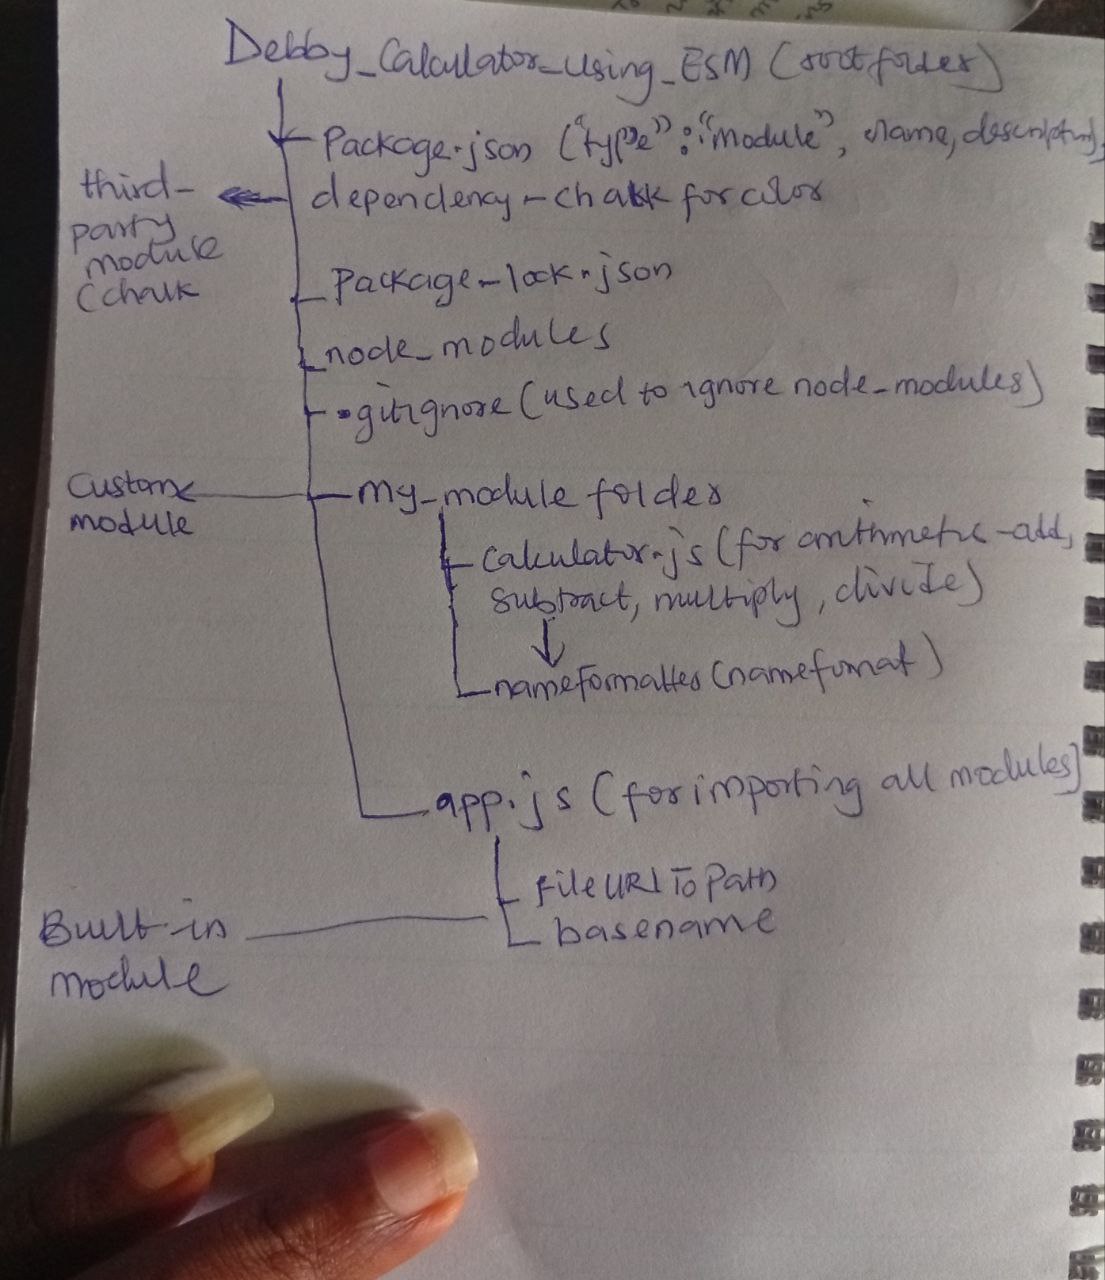 Debby_Calculator_using_ESM (root folder)
Package.json ("type": "module", name, description,
dependency - chalk for color
third-
party
module
(chalk
Package-lock.json
node_modules
.gitignore (used to ignore node_modules)
Custom
module
my_module folder
calculator.js (for arithmetic - add,
subtract, multiply, divide)
nameFormatter (nameformat)
app.js (for importing all modules)
fileURLToPath
basename
Built-in
module